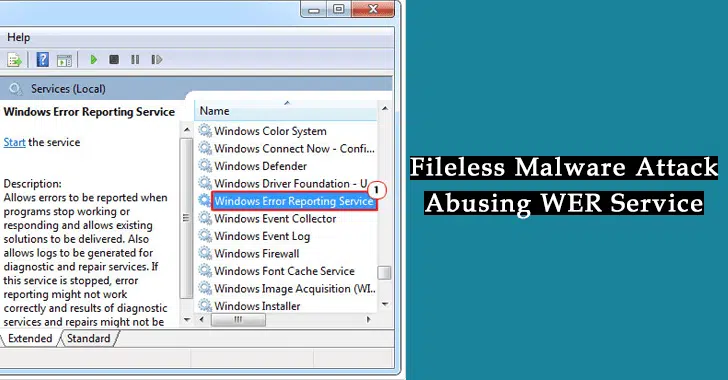 Help
Services (Local)
Windows Error Reporting Service
Start the service
Description:
Allows errors to be reported when
programs stop working or
responding and allows existing
solutions to be delivered. Also
allows logs to be generated for
diagnostic and repair services. If
this service is stopped, error
reporting might not work
correctly and results of diagnostic
services and repairs might not be
Name
Windows Color System
Windows Connect Now - Confi...
Windows Defender
Windows Driver Foundation - U...
1
Windows Error Reporting Service
Windows Event Collector
Windows Event Log
Windows Firewall
Windows Font Cache Service
Windows Image Acquisition (WI...
Windows Installer
Extended
Standard
Fileless Malware Attack
Abusing WER Service